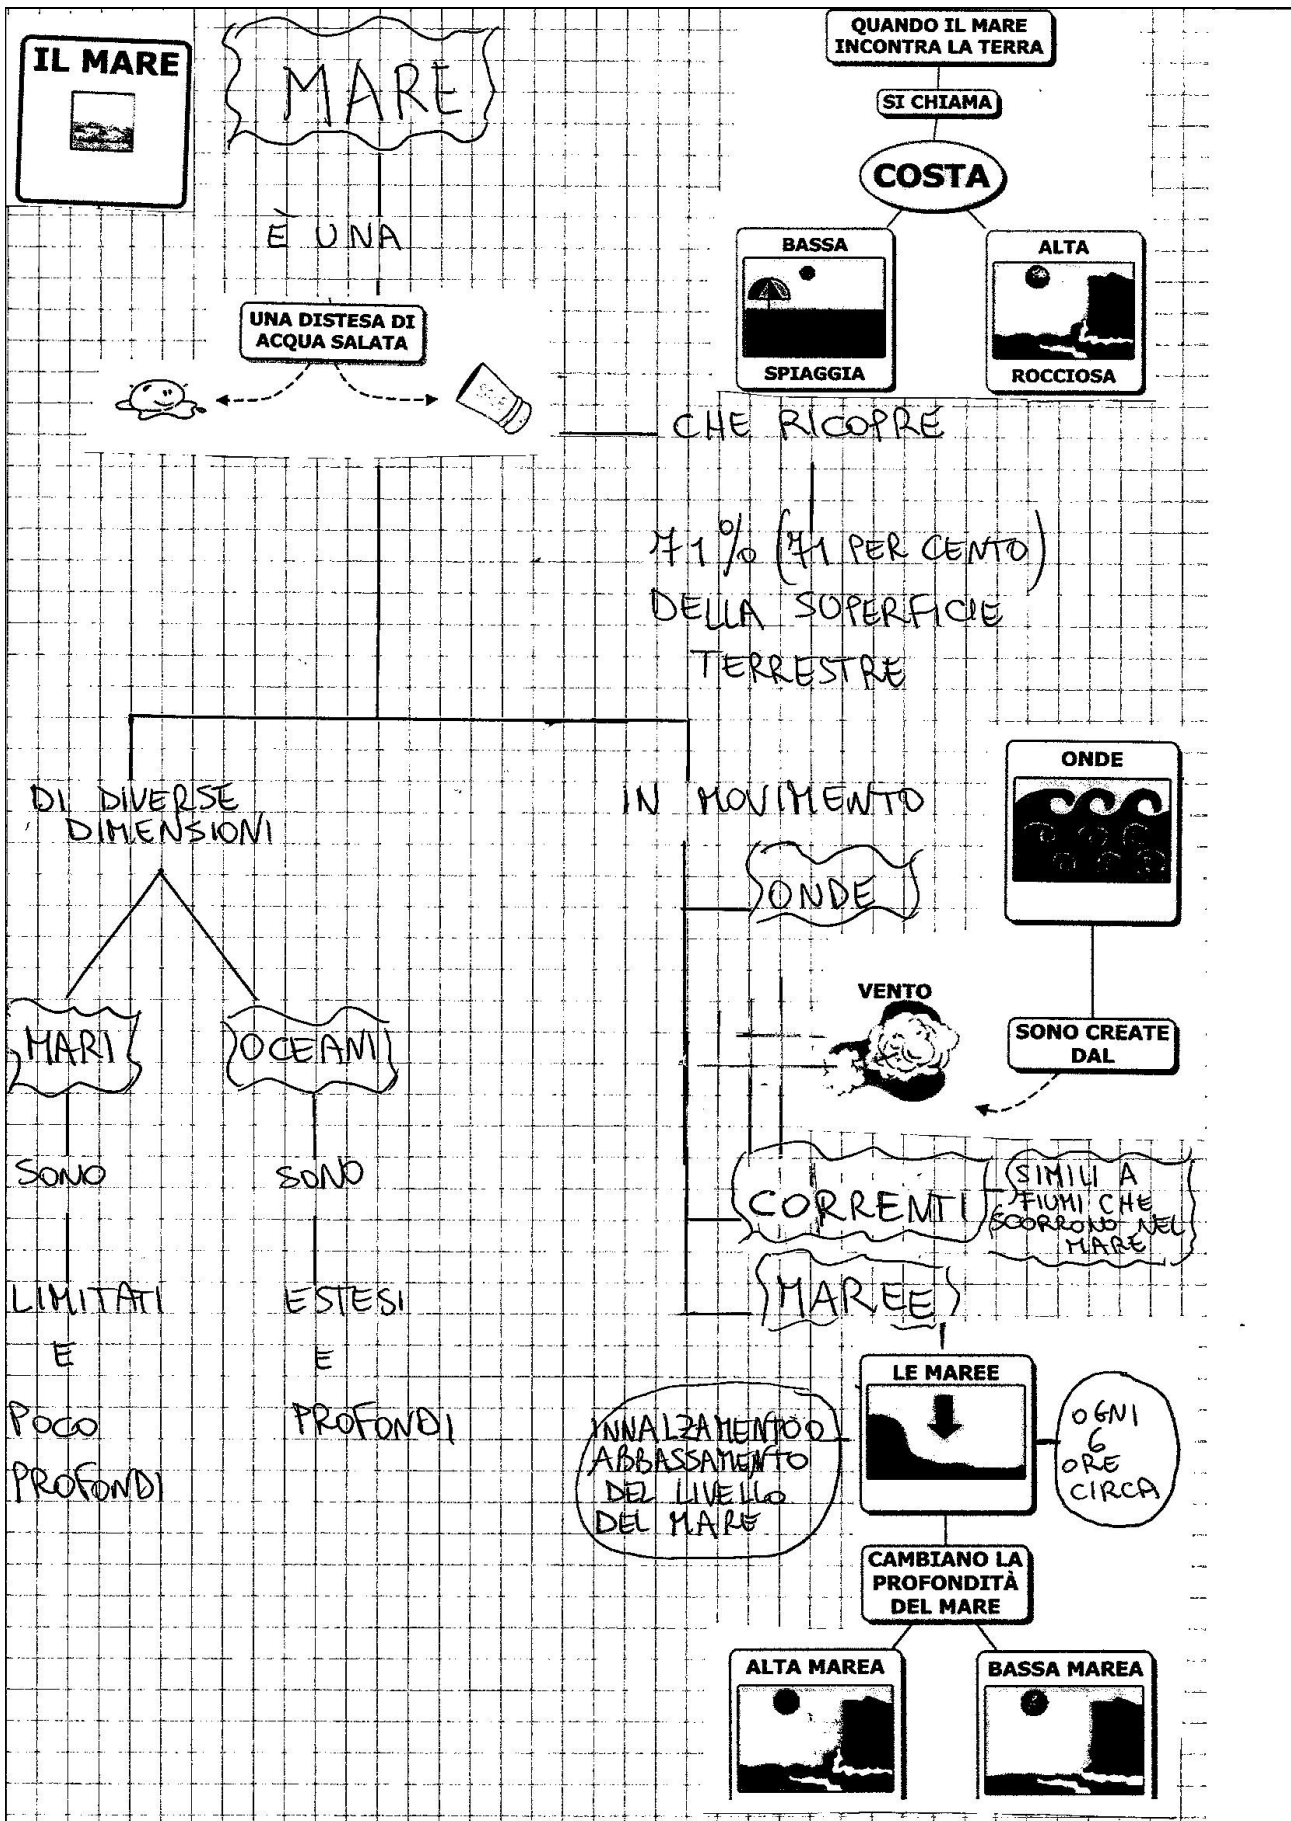 IL MARE
MARE
È UNA
UNA DISTESA DI
ACQUA SALATA
SALE
QUANDO IL MARE
INCONTRA LA TERRA
SI CHIAMA
COSTA
BASSA
SPIAGGIA
ALTA
ROCCIOSA
CHE RICOPRE
71% (71 PER CENTO)
DELLA SUPERFICIE
TERRESTRE
DI DIVERSE
DIMENSIONI
MARI
SONO
LIMITATI
E
POCO
PROFONDI
OCEANI
SONO
ESTESI
E
PROFONDI
IN MOVIMENTO
ONDE
ONDE
SONO CREATE
DAL
VENTO
CORRENTI
SIMILI A
FIUMI CHE
SCORRONO NEL
MARE
MAREE
LE MAREE
INNALZAMENTO O
ABBASSAMENTO
DEL LIVELLO
DEL MARE
OGNI
6
ORE
CIRCA
CAMBIANO LA
PROFONDITÀ
DEL MARE
ALTA MAREA
BASSA MAREA